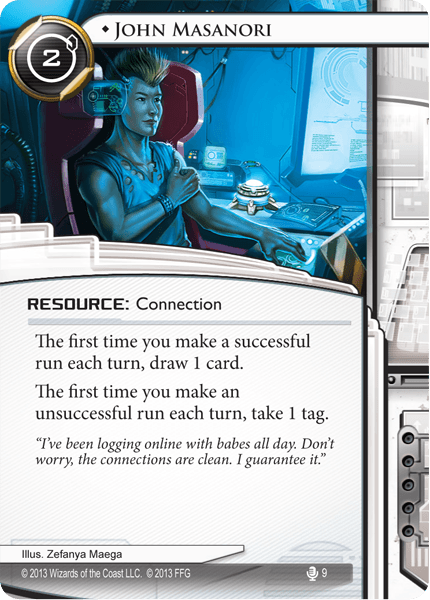 2
♦ John Masanori
RESOURCE: Connection
The first time you make a successful
run each turn, draw 1 card.
The first time you make an
unsuccessful run each turn, take 1 tag.
“I’ve been logging online with babes all day. Don’t
worry, the connections are clean. I guarantee it.”
Illus. Zefanya Maega
© 2013 Wizards of the Coast LLC. © 2013 FFG
9